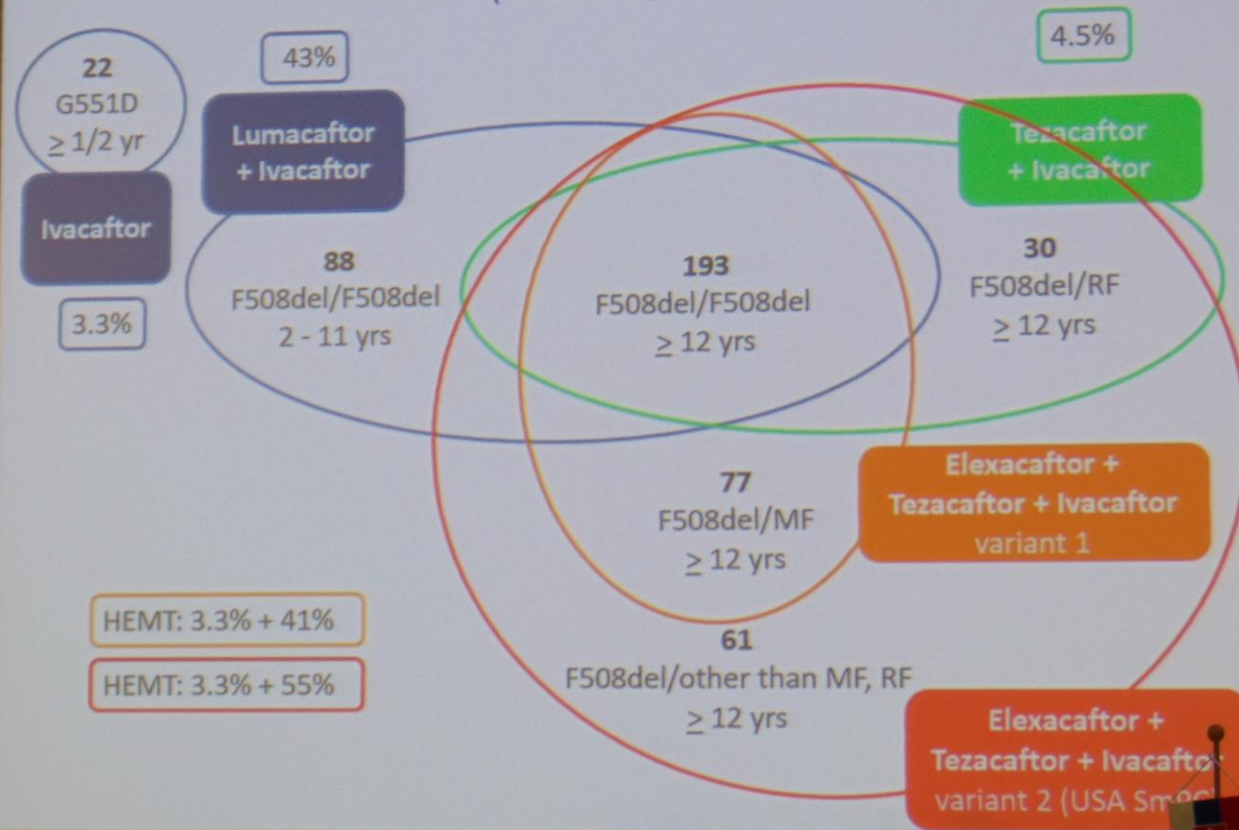 22
G551D
≥ 1/2 yr
Ivacaftor
3.3%
43%
Lumacaftor
+ Ivacaftor
88
F508del/F508del
2 - 11 yrs
193
F508del/F508del
≥ 12 yrs
4.5%
Tezacaftor
+ Ivacaftor
30
F508del/RF
≥ 12 yrs
77
F508del/MF
≥ 12 yrs
Elexacaftor +
Tezacaftor + Ivacaftor
variant 1
61
F508del/other than MF, RF
≥ 12 yrs
Elexacaftor +
Tezacaftor + Ivacaftor
variant 2 (USA SmPC)
HEMT: 3.3% + 41%
HEMT: 3.3% + 55%